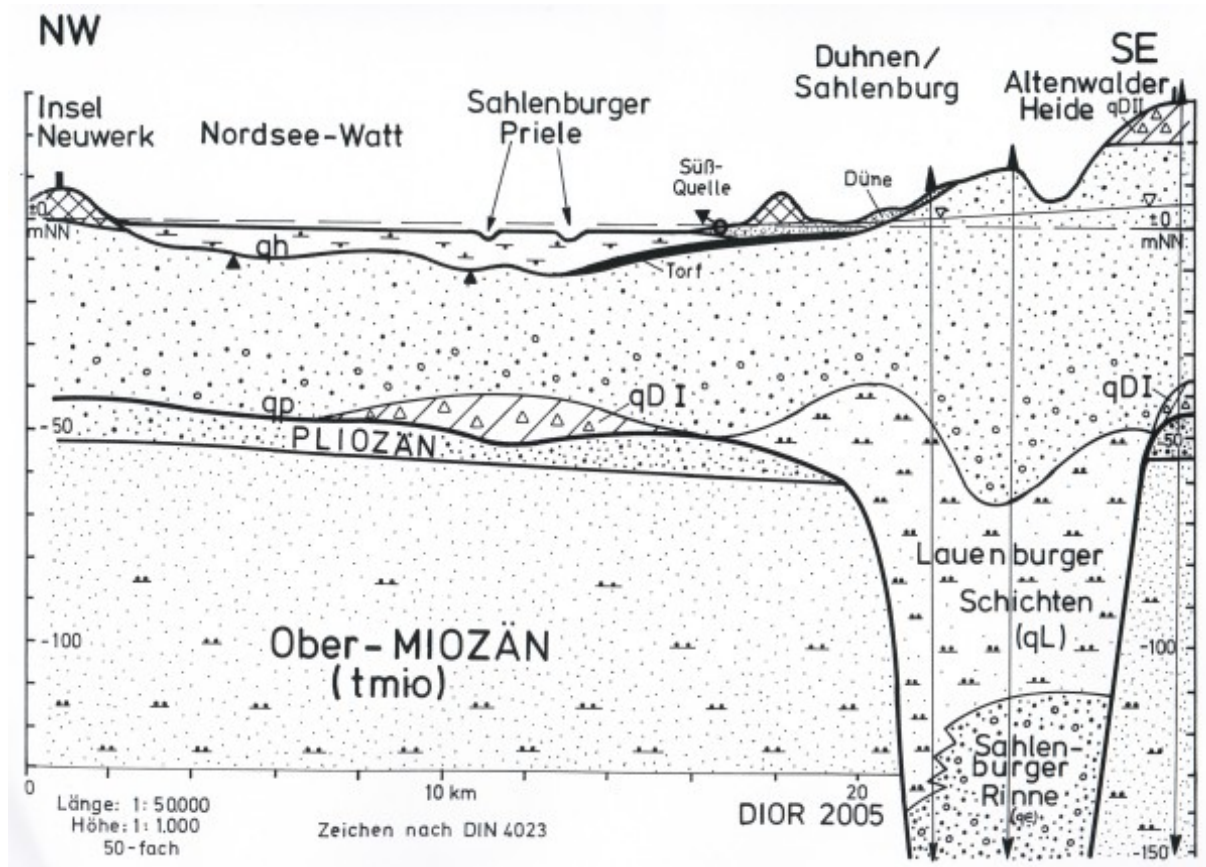 NW
SE
Insel
Neuwerk
Nordsee-Watt
Sahlenburger
Priele
Duhnen/
Sahlenburg
Altenwalder
Heide
qDII
Süß-
Quelle
Düne
±0
mNN
±0
mNN
qh
Torf
qp
qD I
qDI
-50
PLIOZÄN
-50
Lauenburger
Schichten
(qL)
-100
Ober-MIOZÄN
(tmio)
-100
Sahlen-
burger
Rinne
(qe)
0
10 km
20
-150
Länge: 1: 50.000
Höhe: 1: 1.000
50-fach
Zeichen nach DIN 4023
DIOR 2005